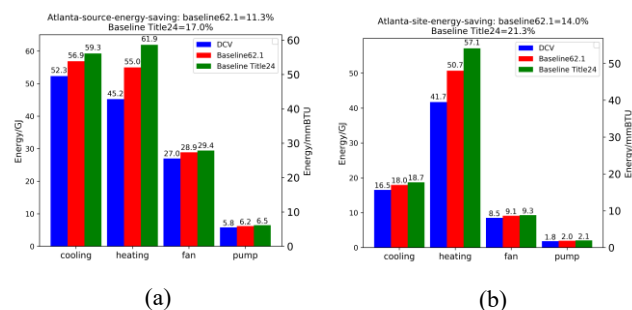 Atlanta-source-energy-saving: baseline62.1=11.3%
Baseline Title24=17.0%
DCV
Baseline62.1
Baseline Title24
Energy/GJ
Energy/mmBTU
60
50
40
30
20
10
0
60
50
40
30
20
10
0
52.3 56.9 59.3
45.2 55.0 61.9
27.0 28.9 29.4
5.8 6.2 6.5
cooling heating fan pump
(a)
Atlanta-site-energy-saving: baseline62.1=14.0%
Baseline Title24=21.3%
DCV
Baseline62.1
Baseline Title24
Energy/GJ
Energy/mmBTU
50
40
30
20
10
0
50
40
30
20
10
0
16.5 18.0 18.7
41.7 50.7 57.1
8.5 9.1 9.3
1.8 2.0 2.1
cooling heating fan pump
(b)